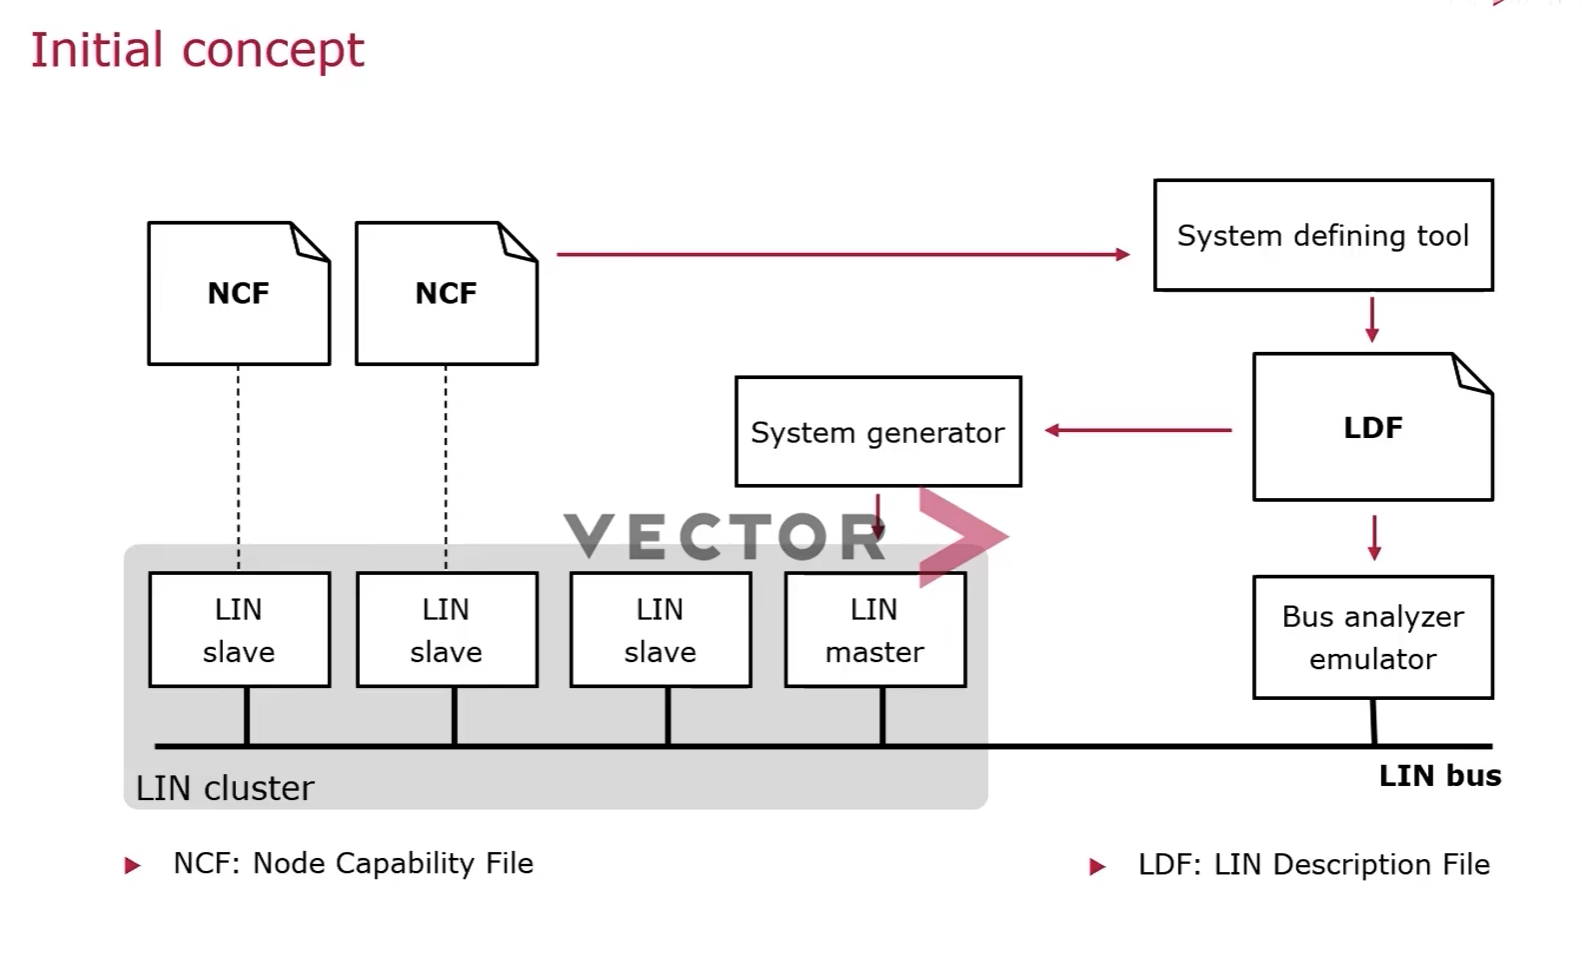 Initial concept
System defining tool
NCF
NCF
System generator
LDF
VECTOR
LIN
slave
LIN
slave
LIN
slave
LIN
master
Bus analyzer
emulator
LIN cluster
LIN bus
NCF: Node Capability File
LDF: LIN Description File